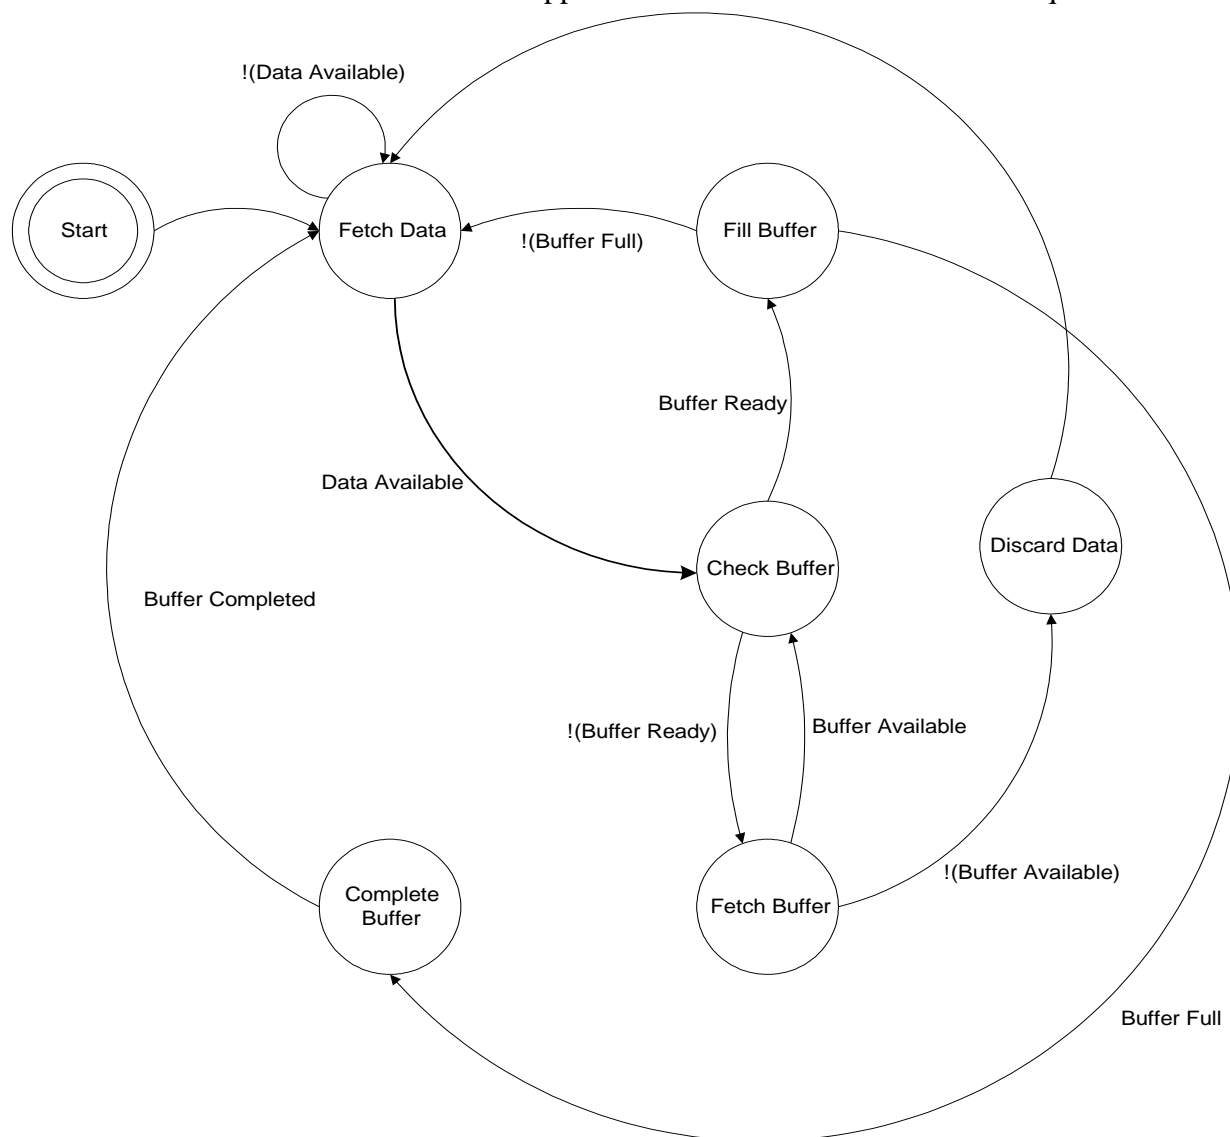 !(Data Available)
Start
Fetch Data
Fill Buffer
!(Buffer Full)
Buffer Ready
Data Available
Discard Data
Check Buffer
Buffer Completed
!(Buffer Ready)
Buffer Available
!(Buffer Available)
Complete
Buffer
Fetch Buffer
Buffer Full